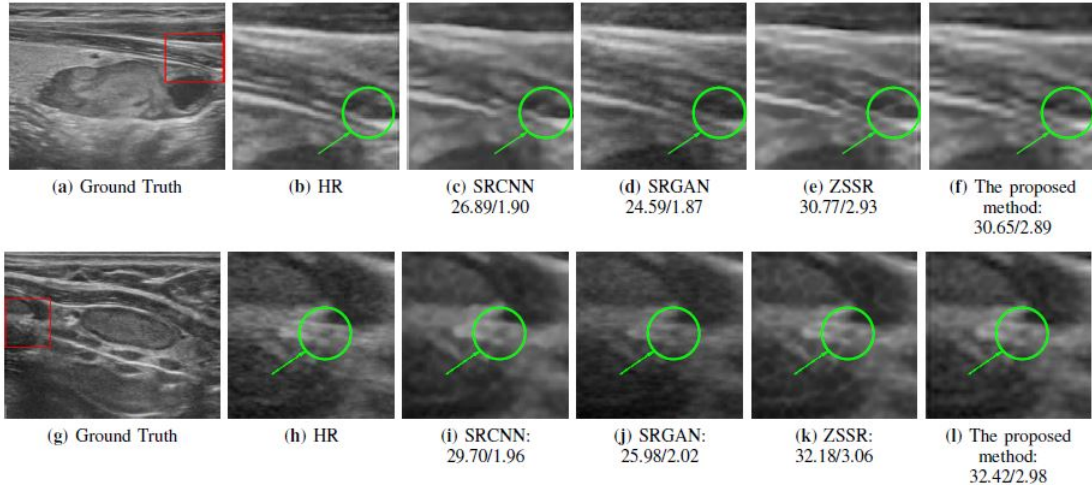 (a) Ground Truth
(b) HR
(c) SRCNN
26.89/1.90
(d) SRGAN
24.59/1.87
(e) ZSSR
30.77/2.93
(f) The proposed
method:
30.65/2.89
(g) Ground Truth
(h) HR
(i) SRCNN:
29.70/1.96
(j) SRGAN:
25.98/2.02
(k) ZSSR:
32.18/3.06
(l) The proposed
method:
32.42/2.98